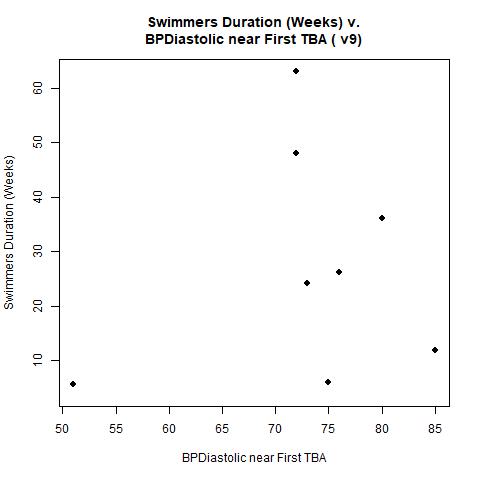 Swimmers Duration (Weeks) v.
BPDiastolic near First TBA ( v9)
Swimmers Duration (Weeks)
60
50
40
30
20
10
50 55 60 65 70 75 80 85
BPDiastolic near First TBA